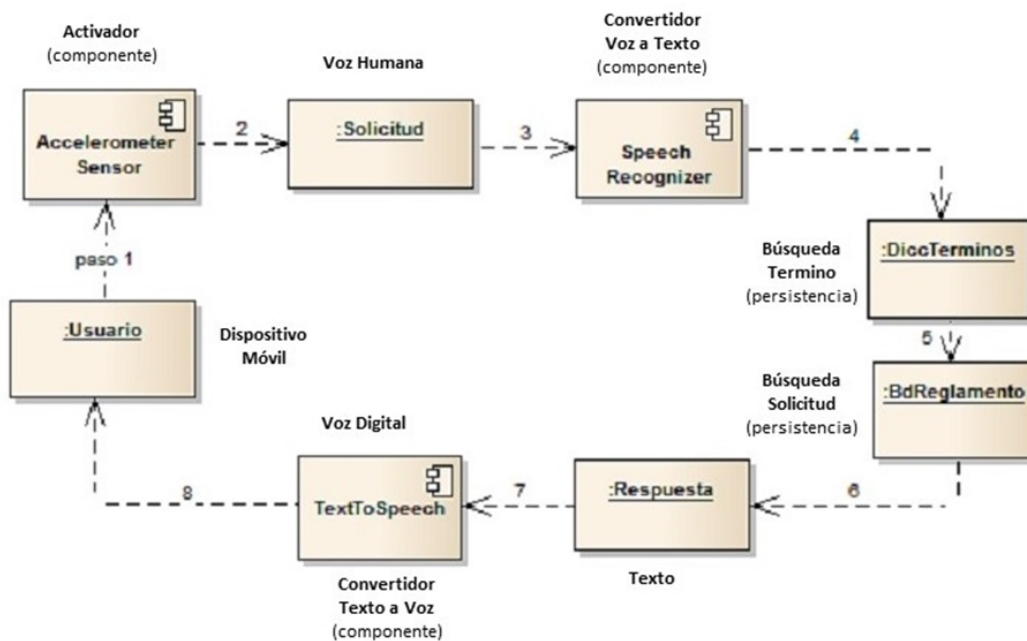 Activador
(componente)
Accelerometer
Sensor
2
Voz Humana
:Solicitud
3
Convertidor
Voz a Texto
(componente)
Speech
Recognizer
4
Búsqueda
Termino
(persistencia)
:DiccTerminos
5
Búsqueda
Solicitud
(persistencia)
:BdReglamento
6
:Respuesta
Texto
7
Voz Digital
TextToSpeech
Convertidor
Texto a Voz
(componente)
8
:Usuario
Dispositivo
Móvil
paso 1